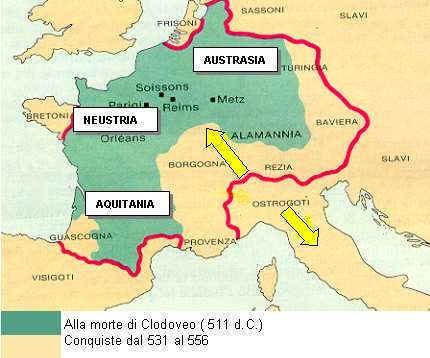 SASSONI
SLAVI
FRISONI
AUSTRASIA
TURINGIA
Soissons
Parigi
Reims
Metz
BRETONI
NEUSTRIA
Orléans
ALAMANNIA
BAVIERA
BORGOGNA
REZIA
SLAVI
AQUITANIA
OSTROGOTI
GUASCOGNA
PROVENZA
VISIGOTI
Alla morte di Clodoveo ( 511 d.C.)
Conquiste dal 531 al 556